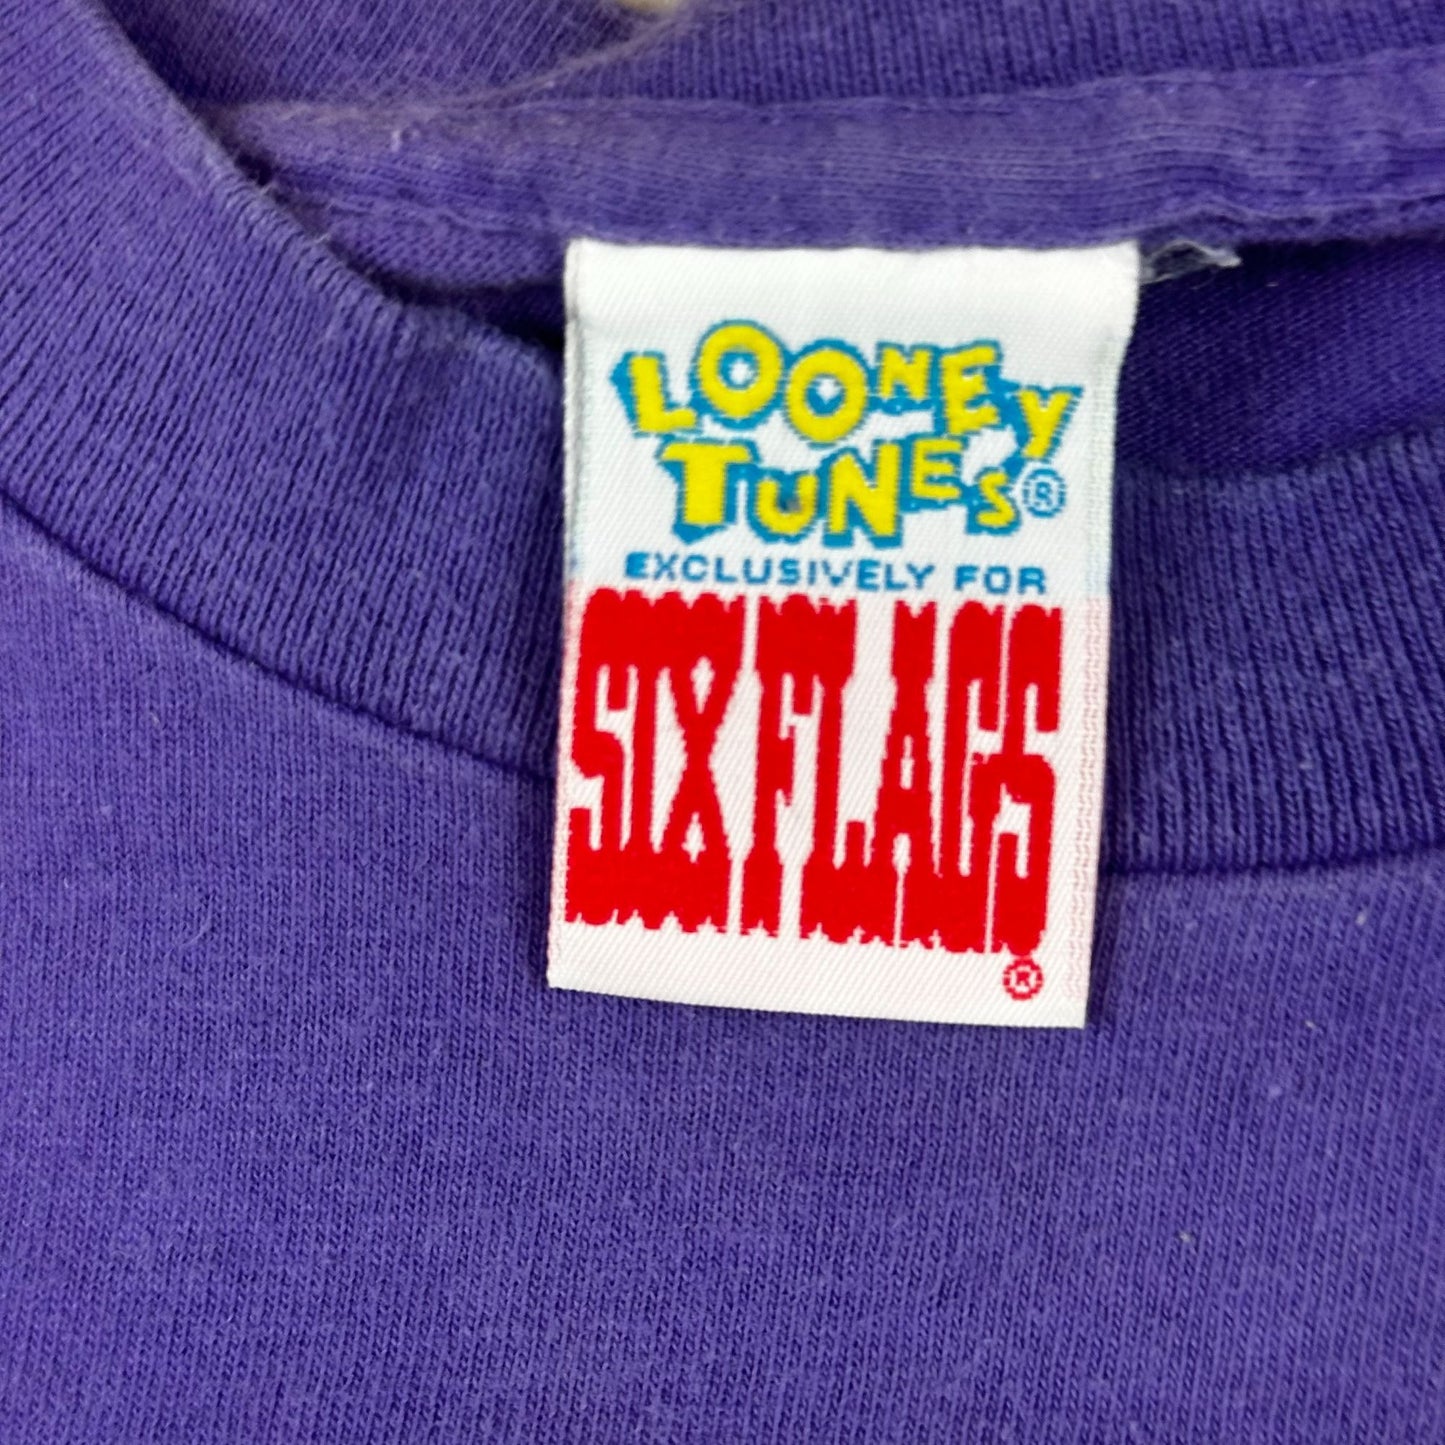 LOONEY
TUNES®
EXCLUSIVELY FOR
SIX FLAGS
®